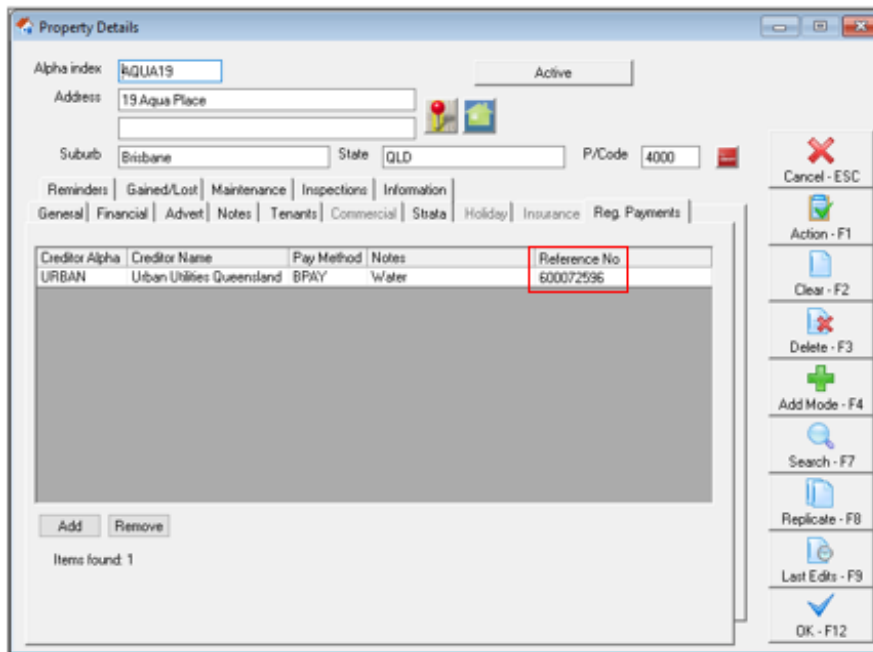 Property Details
Alpha index AQUA19 Active
Address 19 Aqua Place
Suburb Brisbane State QLD P/Code 4000
Reminders Gained/Lost Maintenance Inspections Information
General Financial Advert Notes Tenants Commercial Strata Holiday Insurance Reg. Payments
Creditor Alpha Creditor Name Pay Method Notes Reference No
URBAN Urban Utilities Queensland BPAY Water 600072596
Add Remove
Items found: 1
Cancel - ESC
Action - F1
Clear - F2
Delete - F3
Add Mode - F4
Search - F7
Replicate - F8
Last Edits - F9
OK - F12